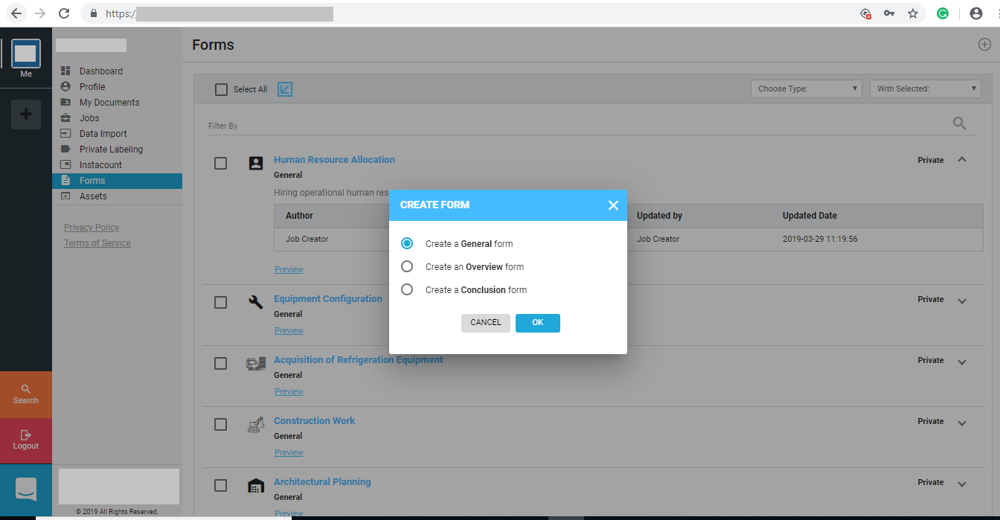 https:/
Me
Dashboard
Profile
My Documents
Jobs
Data Import
Private Labeling
Instacount
Forms
Assets
Privacy Policy
Terms of Service
Search
Logout
© 2019 All Rights Reserved.
Forms
Select All
Choose Type:
With Selected:
Filter By
Human Resource Allocation
Private
General
Hiring operational human res
Author
Updated by
Updated Date
Job Creator
Job Creator
2019-03-29 11:19:56
Preview
Equipment Configuration
Private
General
Preview
Acquisition of Refrigeration Equipment
Private
General
Preview
Construction Work
Private
General
Preview
Architectural Planning
Private
General
Preview
CREATE FORM
Create a General form
Create an Overview form
Create a Conclusion form
CANCEL
OK